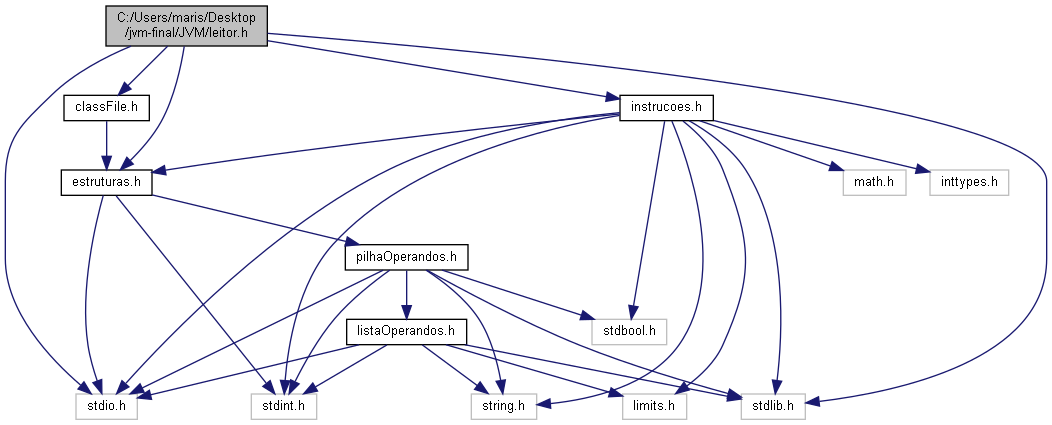 C:/Users/maris/Desktop
/jvm-final/JVM/leitor.h
classFile.h
instrucoes.h
estruturas.h
math.h
inttypes.h
pilhaOperandos.h
listaOperandos.h
stdbool.h
stdio.h
stdint.h
string.h
limits.h
stdlib.h